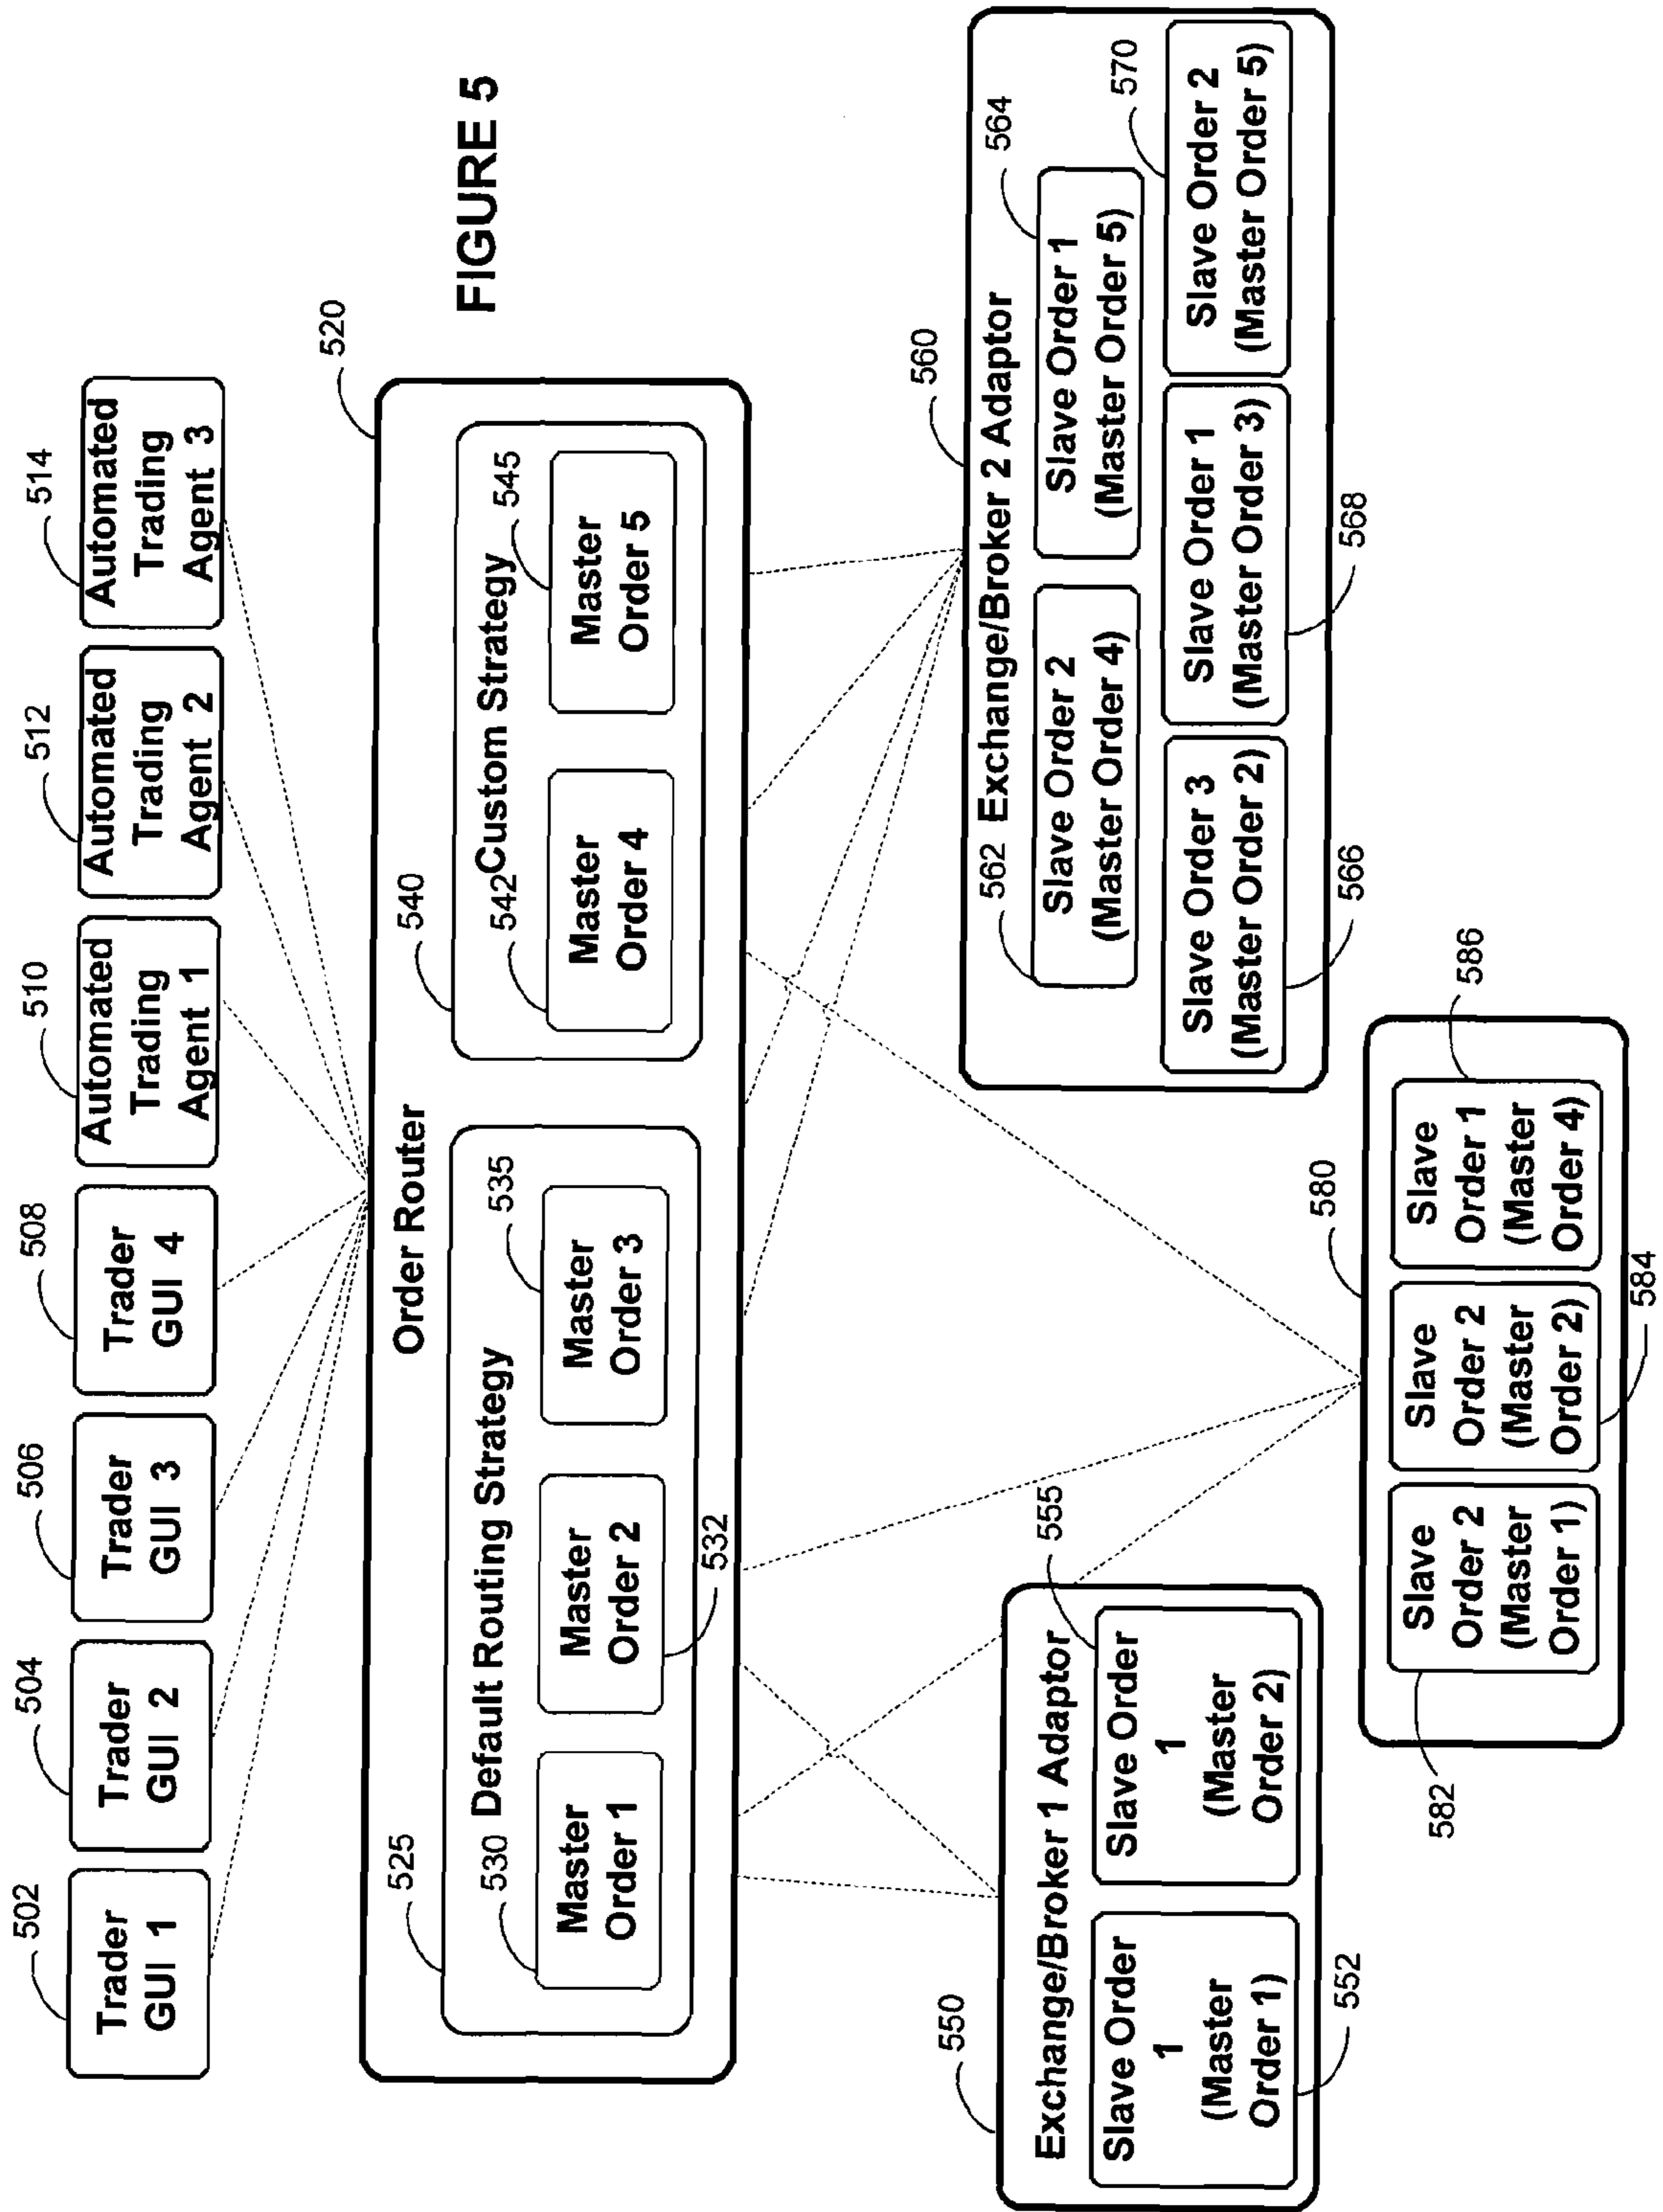 FIGURE 5
502
504
506
508
510
512
514
Trader
GUI 1
Trader
GUI 2
Trader
GUI 3
Trader
GUI 4
Automated
Trading
Agent 1
Automated
Trading
Agent 2
Automated
Trading
Agent 3
520
Order Router
525
Default Routing Strategy
530
Master
Order 1
Master
Order 2
532
535
Master
Order 3
540
Custom Strategy
542
Master
Order 4
545
Master
Order 5
550
Exchange/Broker 1 Adaptor
Slave Order
1
(Master
Order 1)
552
555
Slave Order
1
(Master
Order 2)
560
Exchange/Broker 2 Adaptor
562
Slave Order 2
(Master Order 4)
564
Slave Order 1
(Master Order 5)
Slave Order 3
(Master Order 2)
566
Slave Order 1
(Master Order 3)
568
570
Slave Order 2
(Master Order 5)
580
Slave
Order 2
(Master
Order 1)
582
Slave
Order 2
(Master
Order 2)
584
586
Slave
Order 1
(Master
Order 4)